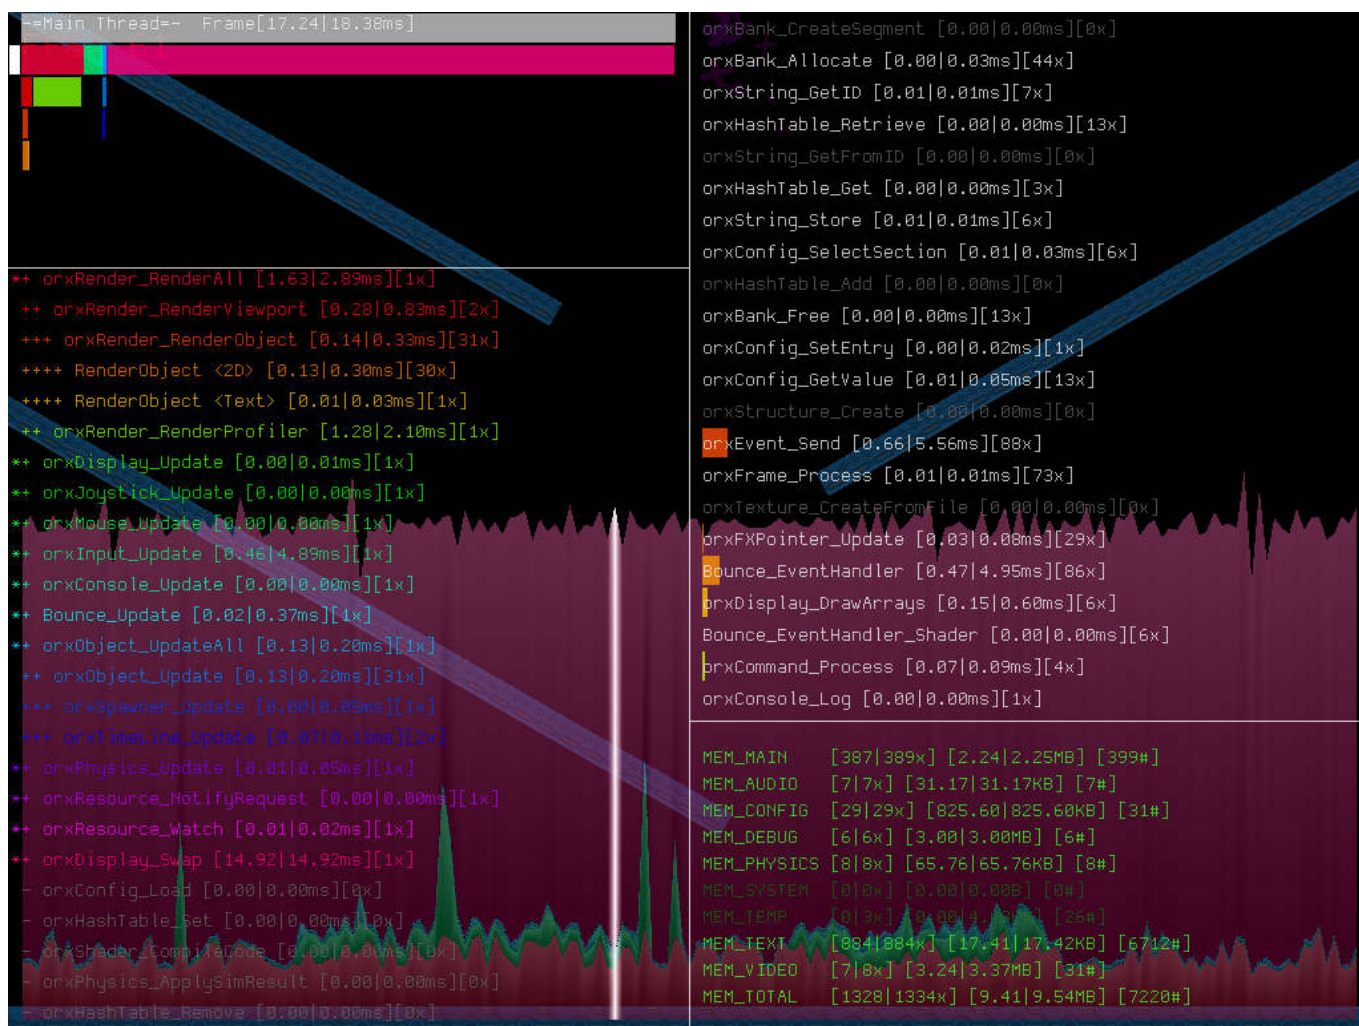 -=Main Thread=-  Frame[17.24|18.38ms]
*+ orxRender_RenderAll [1.63|2.89ms][1x]
++ orxRender_RenderViewport [0.28|0.83ms][2x]
+++ orxRender_RenderObject [0.14|0.33ms][31x]
++++ RenderObject <2D> [0.13|0.30ms][30x]
++++ RenderObject <Text> [0.01|0.03ms][1x]
++ orxRender_RenderProfiler [1.28|2.10ms][1x]
*+ orxDisplay_Update [0.00|0.01ms][1x]
*+ orxJoystick_Update [0.00|0.00ms][1x]
*+ orxMouse_Update [0.00|0.00ms][1x]
*+ orxInput_Update [0.46|4.89ms][1x]
*+ orxConsole_Update [0.00|0.00ms][1x]
*+ Bounce_Update [0.02|0.37ms][1x]
*+ orxObject_UpdateAll [0.13|0.20ms][1x]
++ orxObject_Update [0.13|0.20ms][31x]
+++ orxSpawner_Update [0.00|0.05ms][1x]
+++ orxTimeLine_Update [0.07|0.11ms][2x]
*+ orxPhysics_Update [0.01|0.05ms][1x]
*+ orxResource_NotifyRequest [0.00|0.00ms][1x]
*+ orxResource_Watch [0.01|0.02ms][1x]
*+ orxDisplay_Swap [14.92|14.92ms][1x]
- orxConfig_Load [0.00|0.00ms][0x]
- orxHashTable_Set [0.00|0.00ms][0x]
- orxShader_CompileCode [0.00|0.00ms][0x]
- orxPhysics_ApplySimResult [0.00|0.00ms][0x]
- orxHashTable_Remove [0.00|0.00ms][0x]
orxBank_CreateSegment [0.00|0.00ms][0x]
orxBank_Allocate [0.00|0.03ms][44x]
orxString_GetID [0.01|0.01ms][7x]
orxHashTable_Retrieve [0.00|0.00ms][13x]
orxString_GetFromID [0.00|0.00ms][0x]
orxHashTable_Get [0.00|0.00ms][3x]
orxString_Store [0.01|0.01ms][6x]
orxConfig_SelectSection [0.01|0.03ms][6x]
orxHashTable_Add [0.00|0.00ms][0x]
orxBank_Free [0.00|0.00ms][13x]
orxConfig_SetEntry [0.00|0.02ms][1x]
orxConfig_GetValue [0.01|0.05ms][13x]
orxStructure_Create [0.00|0.00ms][0x]
orxEvent_Send [0.66|5.56ms][88x]
orxFrame_Process [0.01|0.01ms][73x]
orxTexture_CreateFromFile [0.00|0.00ms][0x]
orxFXPointer_Update [0.03|0.08ms][29x]
Bounce_EventHandler [0.47|4.95ms][86x]
orxDisplay_DrawArrays [0.15|0.60ms][6x]
Bounce_EventHandler_Shader [0.00|0.00ms][6x]
orxCommand_Process [0.07|0.09ms][4x]
orxConsole_Log [0.00|0.00ms][1x]
MEM_MAIN [387|389x] [2.24|2.25MB] [399#]
MEM_AUDIO [7|7x] [31.17|31.17KB] [7#]
MEM_CONFIG [29|29x] [825.60|825.60KB] [31#]
MEM_DEBUG [6|6x] [3.00|3.00MB] [6#]
MEM_PHYSICS [8|8x] [65.76|65.76KB] [8#]
MEM_SYSTEM [0|0x] [0.00|0.00B] [0#]
MEM_TEMP [0|3x] [26#]
MEM_TEXT [884|884x] [17.41|17.42KB] [6712#]
MEM_VIDEO [7|8x] [3.24|3.37MB] [31#]
MEM_TOTAL [1328|1334x] [9.41|9.54MB] [7220#]